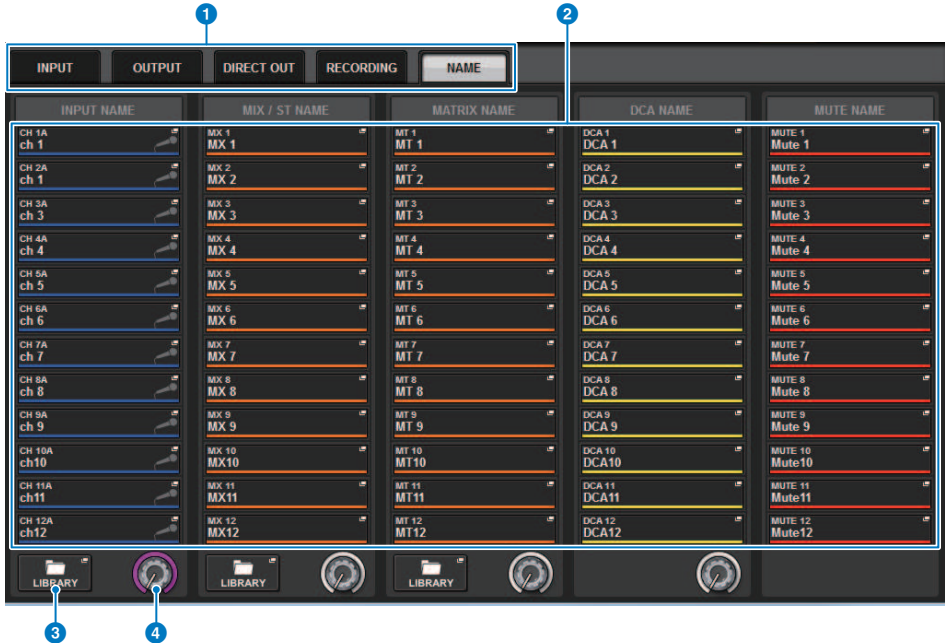 1 2
INPUT OUTPUT DIRECT OUT RECORDING NAME
INPUT NAME MIX / ST NAME MATRIX NAME DCA NAME MUTE NAME
CH 1A MX 1 MT 1 DCA 1 MUTE 1
ch 1 MX 1 MT 1 DCA 1 Mute 1
CH 2A MX 2 MT 2 DCA 2 MUTE 2
ch 1 MX 2 MT 2 DCA 2 Mute 2
CH 3A MX 3 MT 3 DCA 3 MUTE 3
ch 3 MX 3 MT 3 DCA 3 Mute 3
CH 4A MX 4 MT 4 DCA 4 MUTE 4
ch 4 MX 4 MT 4 DCA 4 Mute 4
CH 5A MX 5 MT 5 DCA 5 MUTE 5
ch 5 MX 5 MT 5 DCA 5 Mute 5
CH 6A MX 6 MT 6 DCA 6 MUTE 6
ch 6 MX 6 MT 6 DCA 6 Mute 6
CH 7A MX 7 MT 7 DCA 7 MUTE 7
ch 7 MX 7 MT 7 DCA 7 Mute 7
CH 8A MX 8 MT 8 DCA 8 MUTE 8
ch 8 MX 8 MT 8 DCA 8 Mute 8
CH 9A MX 9 MT 9 DCA 9 MUTE 9
ch 9 MX 9 MT 9 DCA 9 Mute 9
CH 10A MX 10 MT 10 DCA 10 MUTE 10
ch10 MX10 MT10 DCA10 Mute10
CH 11A MX 11 MT 11 DCA 11 MUTE 11
ch11 MX11 MT11 DCA11 Mute11
CH 12A MX 12 MT 12 DCA 12 MUTE 12
ch12 MX12 MT12 DCA12 Mute12
LIBRARY LIBRARY LIBRARY
3 4